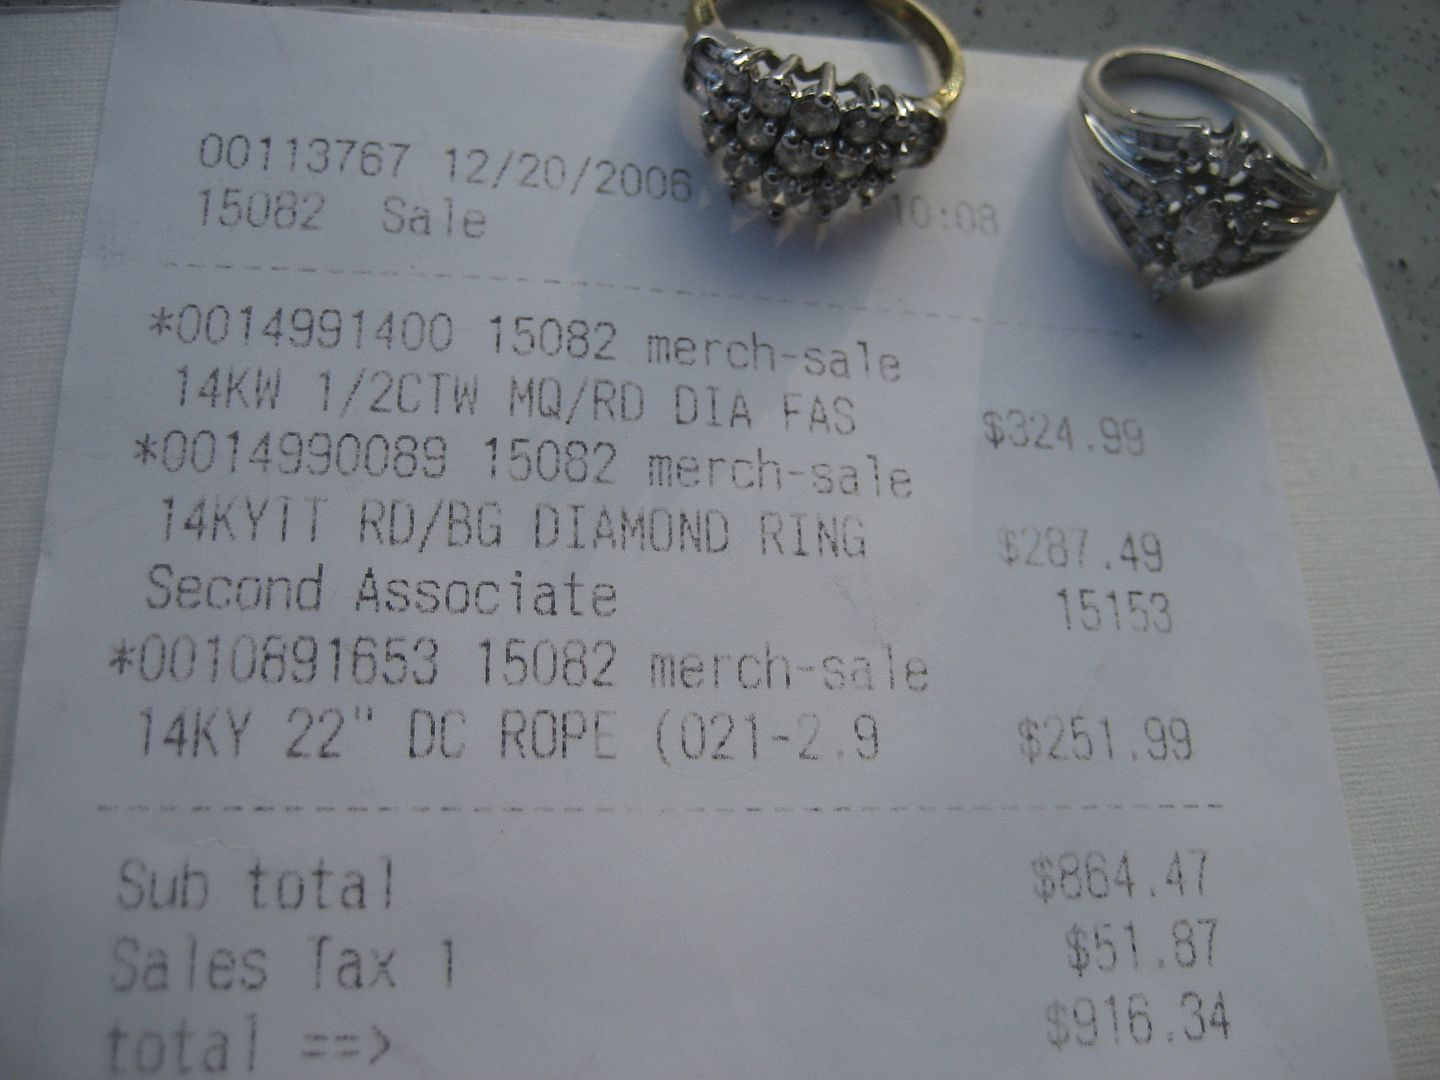 00113767 12/20/2006 10:08
15082 Sale
*0014991400 15082 merch-sale
14KW 1/2CTW MQ/RD DIA FAS $324.99
*0014990089 15082 merch-sale
14KYTT RD/BG DIAMOND RING $287.49
Second Associate 15153
*0010891653 15082 merch-sale
14KY 22" DC ROPE (021-2.9 $251.99
Sub total $864.47
Sales Tax 1 $51.87
total ==> $916.34